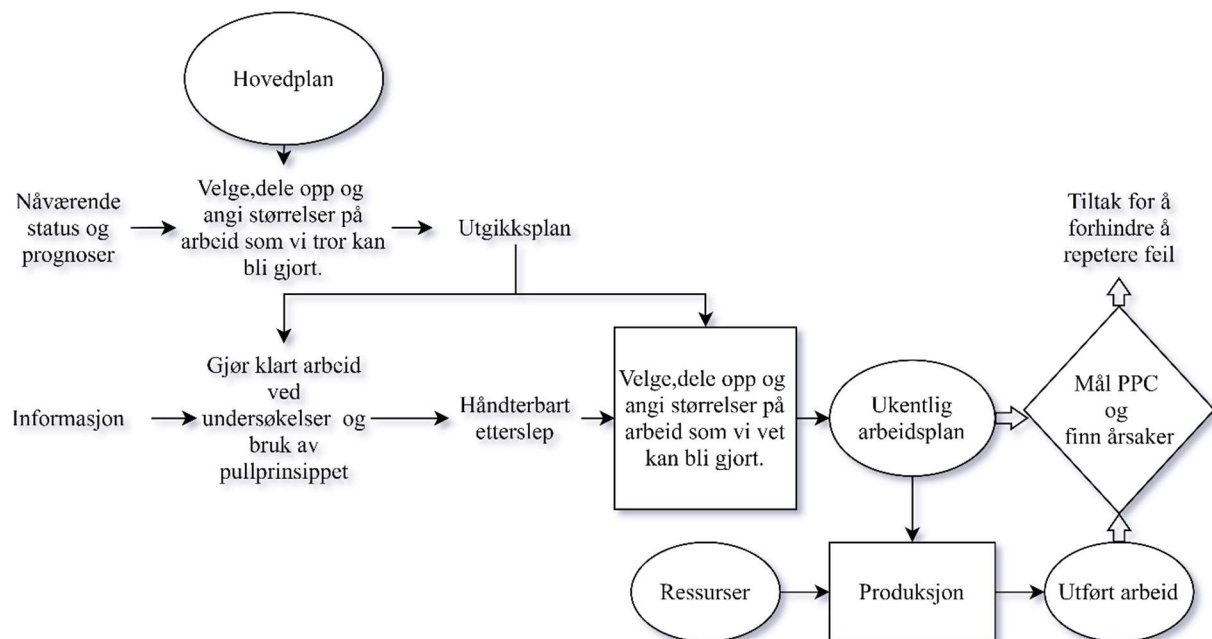 Hovedplan
Nåværende
status og
prognoser
Velge,dele opp og
angi størrelser på
arbeid som vi tror kan
bli gjort.
Utgikksplan
Tiltak for å
forhindre å
repetere feil
Informasjon
Gjør klart arbeid
ved
undersøkelser og
bruk av
pullprinsippet
Håndterbart
etterslep
Velge,dele opp og
angi størrelser på
arbeid som vi vet
kan bli gjort.
Ukentlig
arbeidsplan
Mål PPC
og
finn årsaker
Ressurser
Produksjon
Utført arbeid